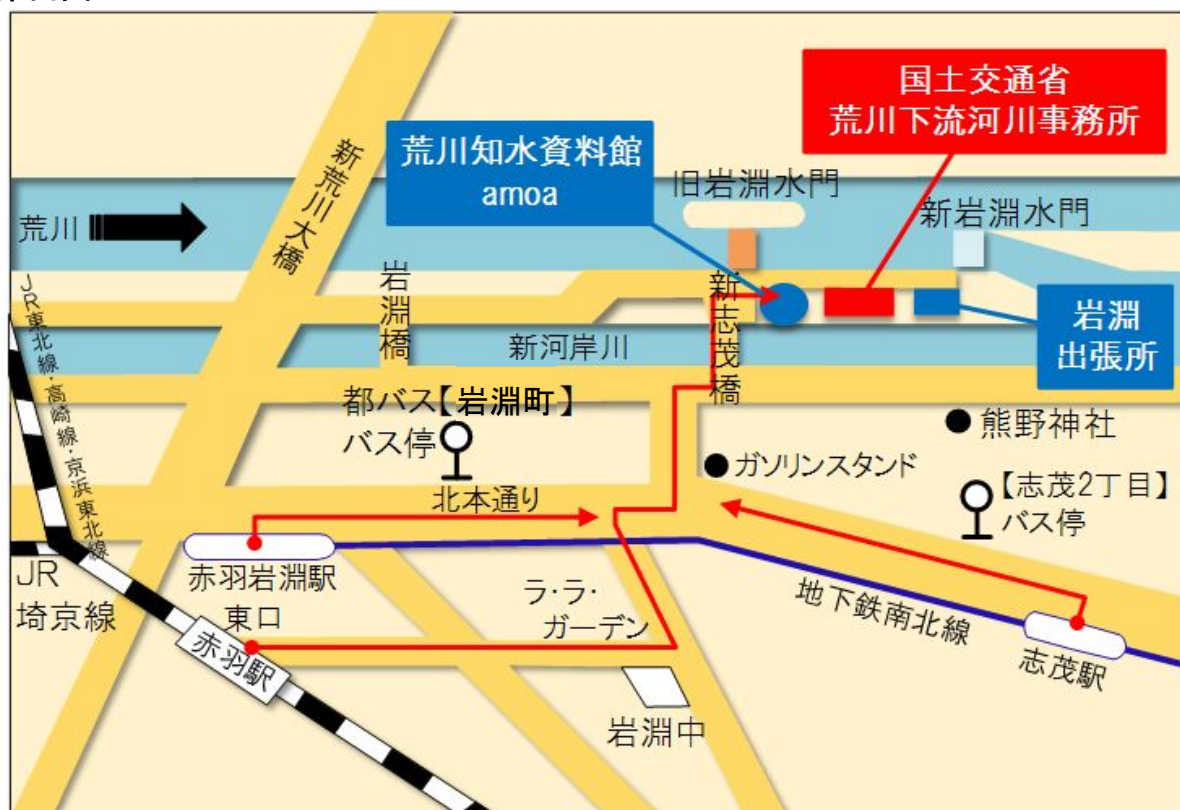 国土交通省
荒川下流河川事務所
荒川知水資料館
amoa
旧岩淵水門
新岩淵水門
荒川
新荒川大橋
岩淵橋
新志茂橋
新河岸川
岩淵
出張所
JR東北線・高崎線・京浜東北線
都バス【岩淵町】
バス停
熊野神社
ガソリンスタンド
【志茂2丁目】
バス停
北本通り
赤羽岩淵駅
JR
埼京線
東口
赤羽駅
ラ・ラ・
ガーデン
地下鉄南北線
志茂駅
岩淵中